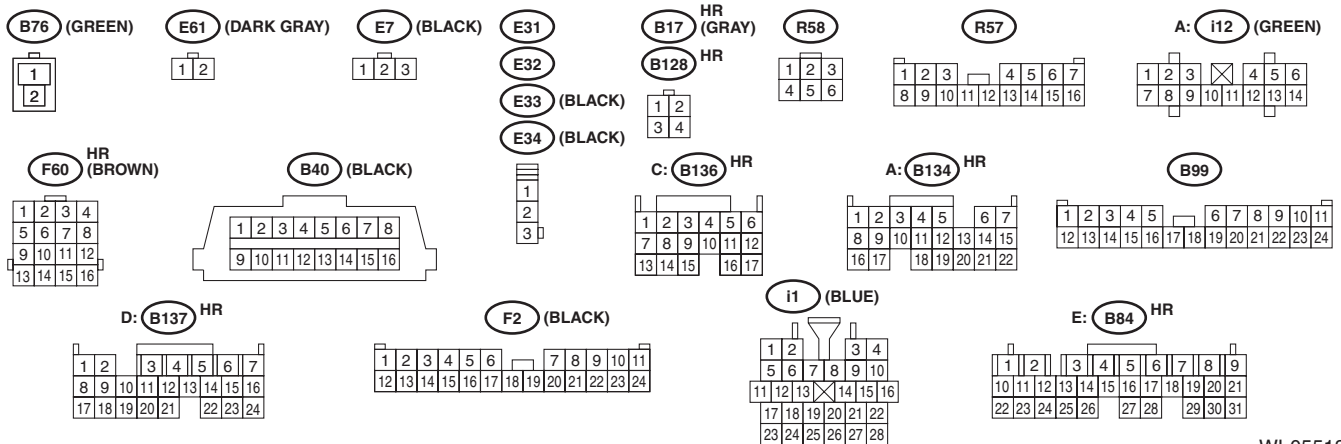 B76 (GREEN) E61 (DARK GRAY) E7 (BLACK) E31 B17 HR (GRAY) R58 R57 A: i12 (GREEN)
E32 B128 HR
E33 (BLACK)
E34 (BLACK)
1
2
1 2
1 2 3
1 2
3 4
1 2 3
4 5 6
1 2 3 4 5 6 7
8 9 10 11 12 13 14 15 16
1 2 3 4 5 6
7 8 9 10 11 12 13 14
F60 HR (BROWN) B40 (BLACK) C: B136 HR A: B134 HR B99
1 2 3 4
5 6 7 8
9 10 11 12
13 14 15 16
1 2 3 4 5 6 7 8
9 10 11 12 13 14 15 16
1
2
3
1 2 3 4 5 6
7 8 9 10 11 12
13 14 15 16 17
1 2 3 4 5 6 7
8 9 10 11 12 13 14 15
16 17 18 19 20 21 22
1 2 3 4 5 6 7 8 9 10 11
12 13 14 15 16 17 18 19 20 21 22 23 24
D: B137 HR F2 (BLACK) i1 (BLUE) E: B84 HR
1 2 3 4 5 6 7
8 9 10 11 12 13 14 15 16
17 18 19 20 21 22 23 24
1 2 3 4 5 6 7 8 9 10 11
12 13 14 15 16 17 18 19 20 21 22 23 24
1 2 3 4
5 6 7 8 9 10
11 12 13 14 15 16
17 18 19 20 21 22
23 24 25 26 27 28
1 2 3 4 5 6 7 8 9
10 11 12 13 14 15 16 17 18 19 20 21
22 23 24 25 26 27 28 29 30 31